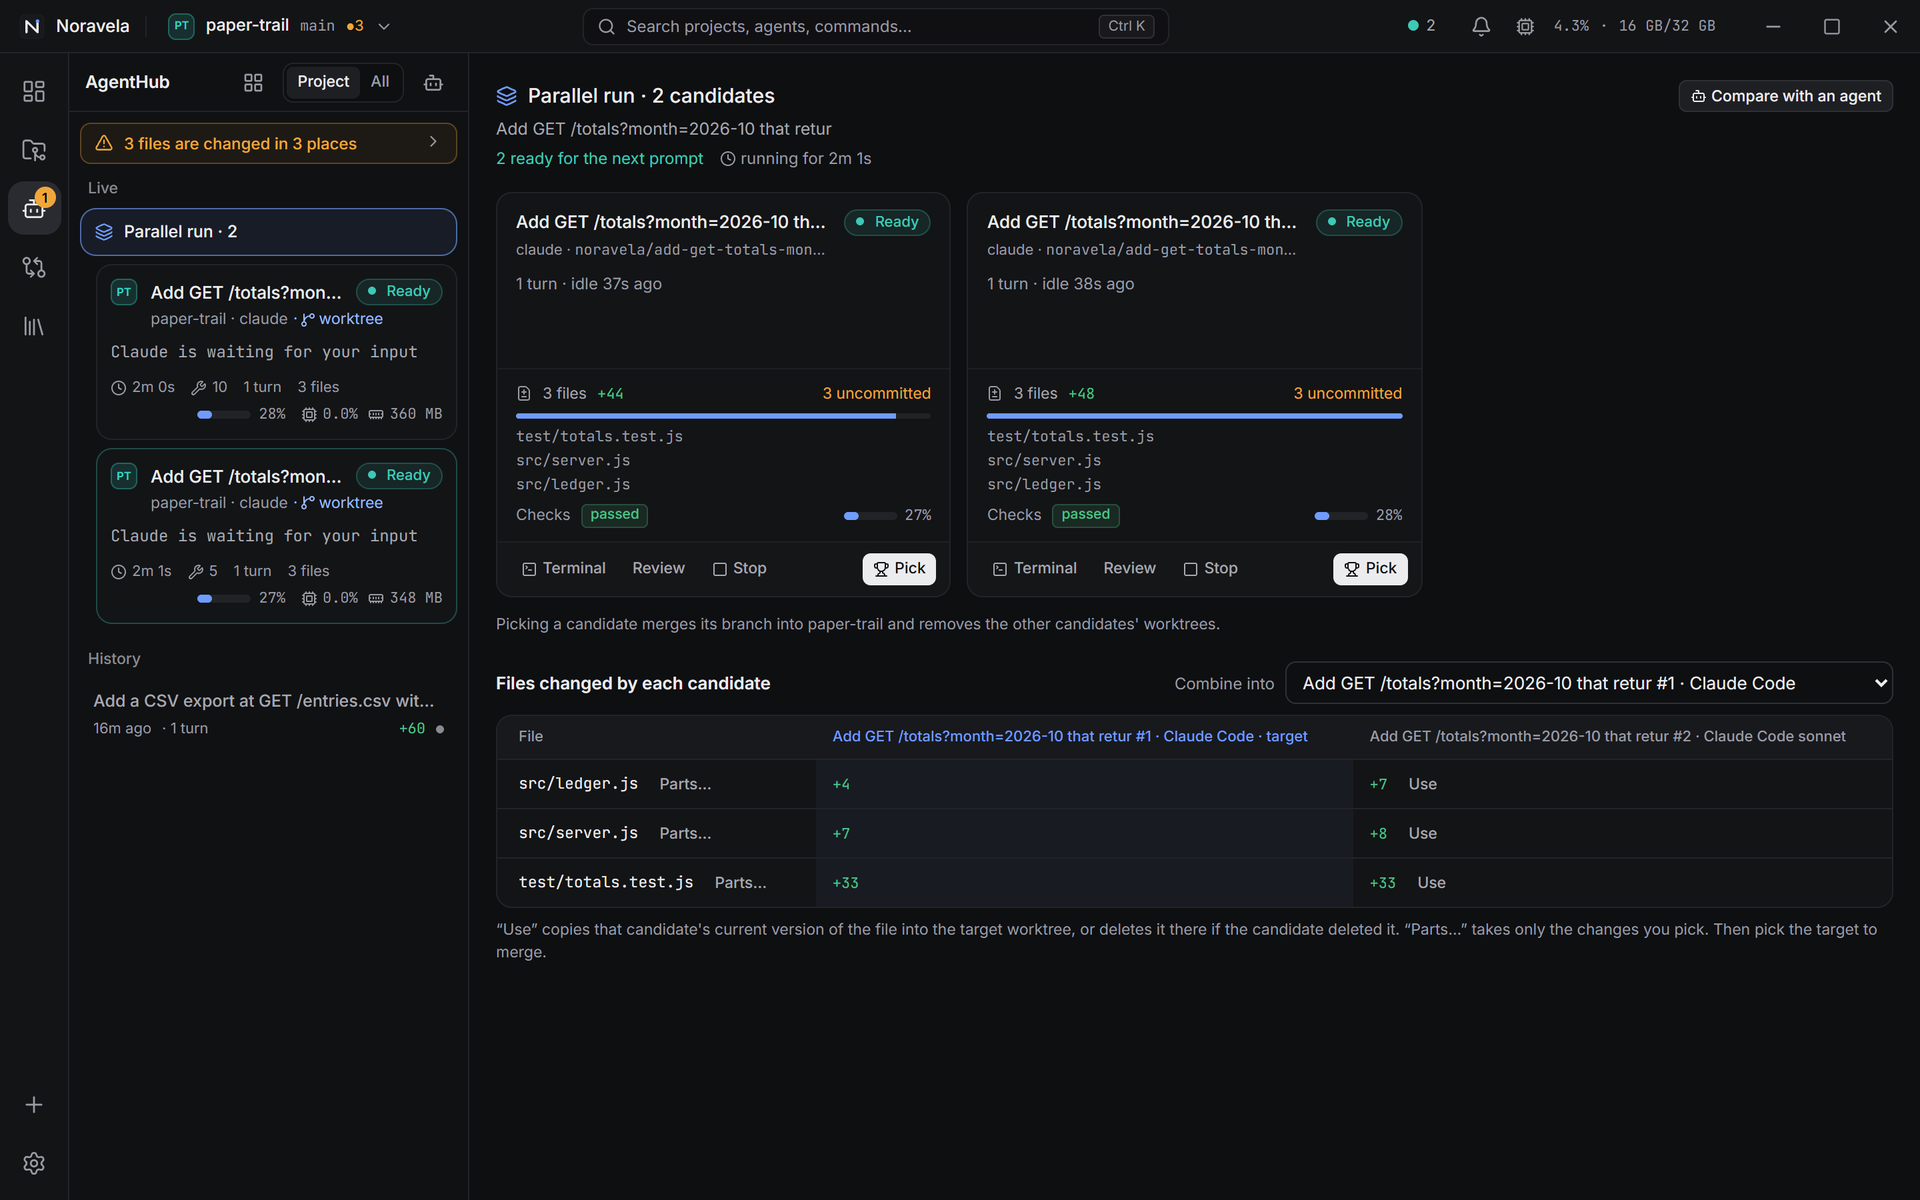 Noravela
PT paper-trail main 3
Search projects, agents, commands... Ctrl K
2
4.3% · 16 GB/32 GB
AgentHub
Project All
3 files are changed in 3 places
1
Live
Parallel run · 2
PT Add GET /totals?mon... Ready
paper-trail · claude · worktree
Claude is waiting for your input
2m 0s 10 1 turn 3 files
28% 0.0% 360 MB
PT Add GET /totals?mon... Ready
paper-trail · claude · worktree
Claude is waiting for your input
2m 1s 5 1 turn 3 files
27% 0.0% 348 MB
History
Add a CSV export at GET /entries.csv wit...
16m ago · 1 turn +60
Parallel run · 2 candidates
Compare with an agent
Add GET /totals?month=2026-10 that retur
2 ready for the next prompt running for 2m 1s
Add GET /totals?month=2026-10 th... Ready
claude · noravela/add-get-totals-mon...
1 turn · idle 37s ago
3 files +44 3 uncommitted
test/totals.test.js
src/server.js
src/ledger.js
Checks passed 27%
Terminal Review Stop Pick
Add GET /totals?month=2026-10 th... Ready
claude · noravela/add-get-totals-mon...
1 turn · idle 38s ago
3 files +48 3 uncommitted
test/totals.test.js
src/server.js
src/ledger.js
Checks passed 28%
Terminal Review Stop Pick
Picking a candidate merges its branch into paper-trail and removes the other candidates' worktrees.
Files changed by each candidate
Combine into Add GET /totals?month=2026-10 that retur #1 · Claude Code
File Add GET /totals?month=2026-10 that retur #1 · Claude Code · target Add GET /totals?month=2026-10 that retur #2 · Claude Code sonnet
src/ledger.js Parts... +4 +7 Use
src/server.js Parts... +7 +8 Use
test/totals.test.js Parts... +33 +33 Use
“Use” copies that candidate's current version of the file into the target worktree, or deletes it there if the candidate deleted it. “Parts...” takes only the changes you pick. Then pick the target to
merge.